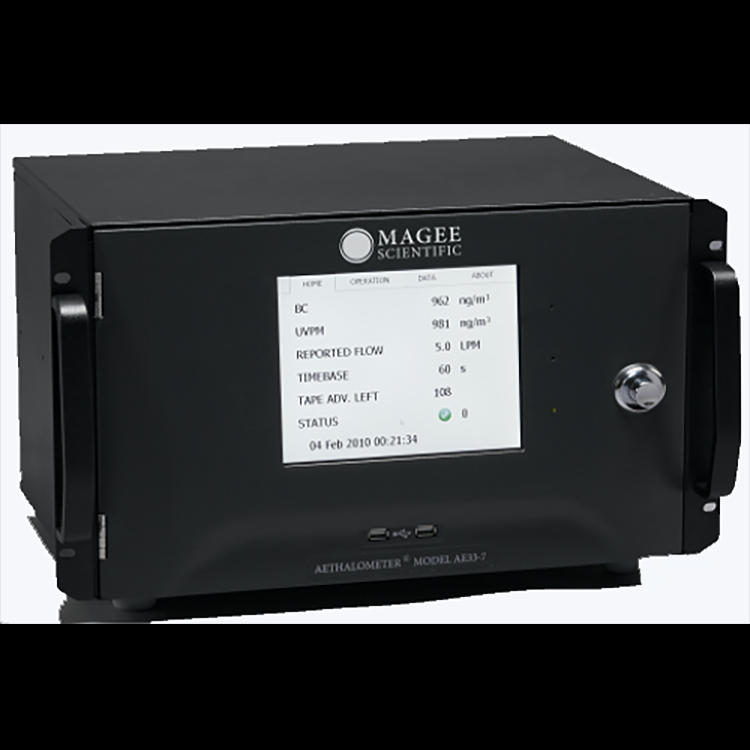 MAGEE
SCIENTIFIC
HOME OPERATION DATA ABOUT
BC 962 ng/m³
UVPM 981 ng/m³
REPORTED FLOW 5.0 LPM
TIMEBASE 60 s
TAPE ADV. LEFT 108
STATUS 0
04 Feb 2010 00:21:34
AETHALOMETER® MODEL AE33-7